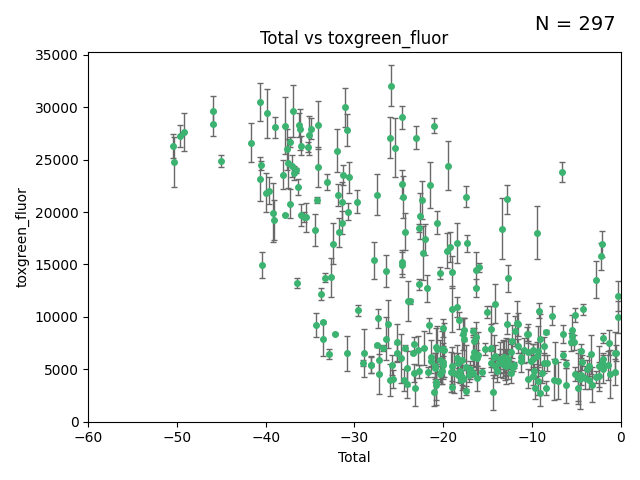 N = 297
Total vs toxgreen_fluor
35000
30000
25000
20000
15000
10000
5000
0
toxgreen_fluor
−60 −50 −40 −30 −20 −10 0
Total